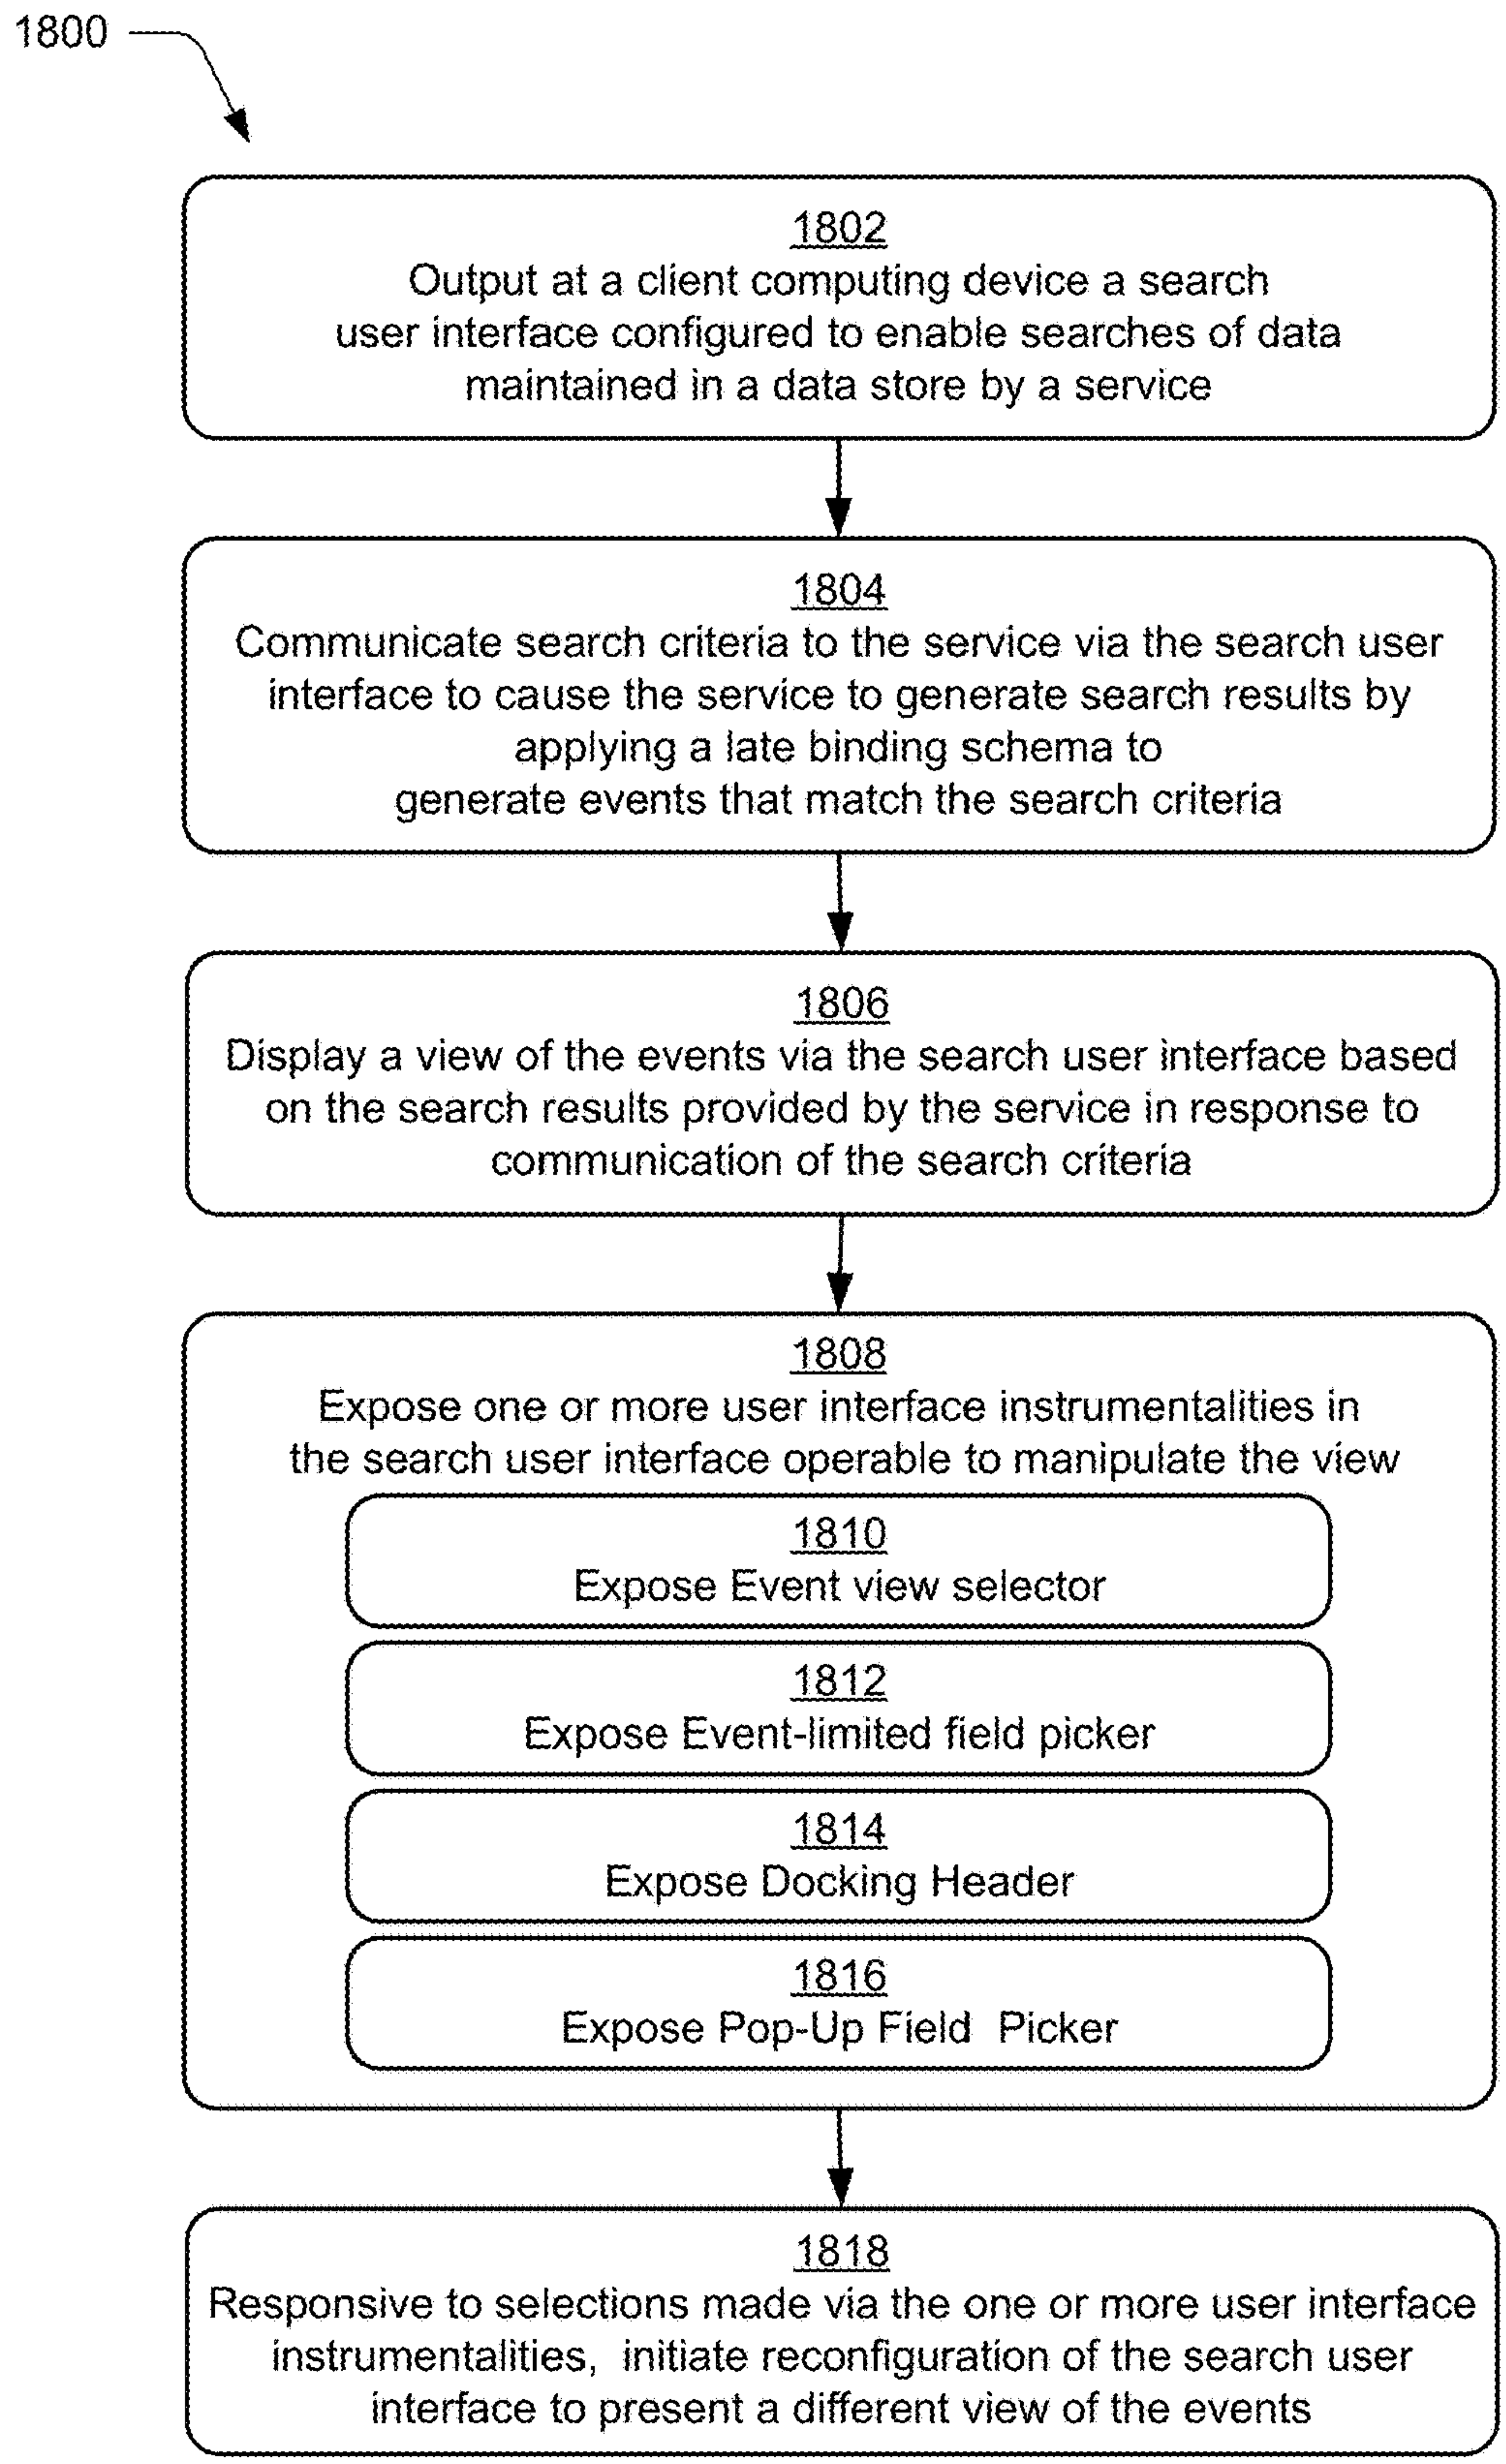 1800
1802
Output at a client computing device a search
user interface configured to enable searches of data
maintained in a data store by a service
1804
Communicate search criteria to the service via the search user
interface to cause the service to generate search results by
applying a late binding schema to
generate events that match the search criteria
1806
Display a view of the events via the search user interface based
on the search results provided by the service in response to
communication of the search criteria
1808
Expose one or more user interface instrumentalities in
the search user interface operable to manipulate the view
1810
Expose Event view selector
1812
Expose Event-limited field picker
1814
Expose Docking Header
1816
Expose Pop-Up Field  Picker
1818
Responsive to selections made via the one or more user interface
instrumentalities,  initiate reconfiguration of the search user
interface to present a different view of the events